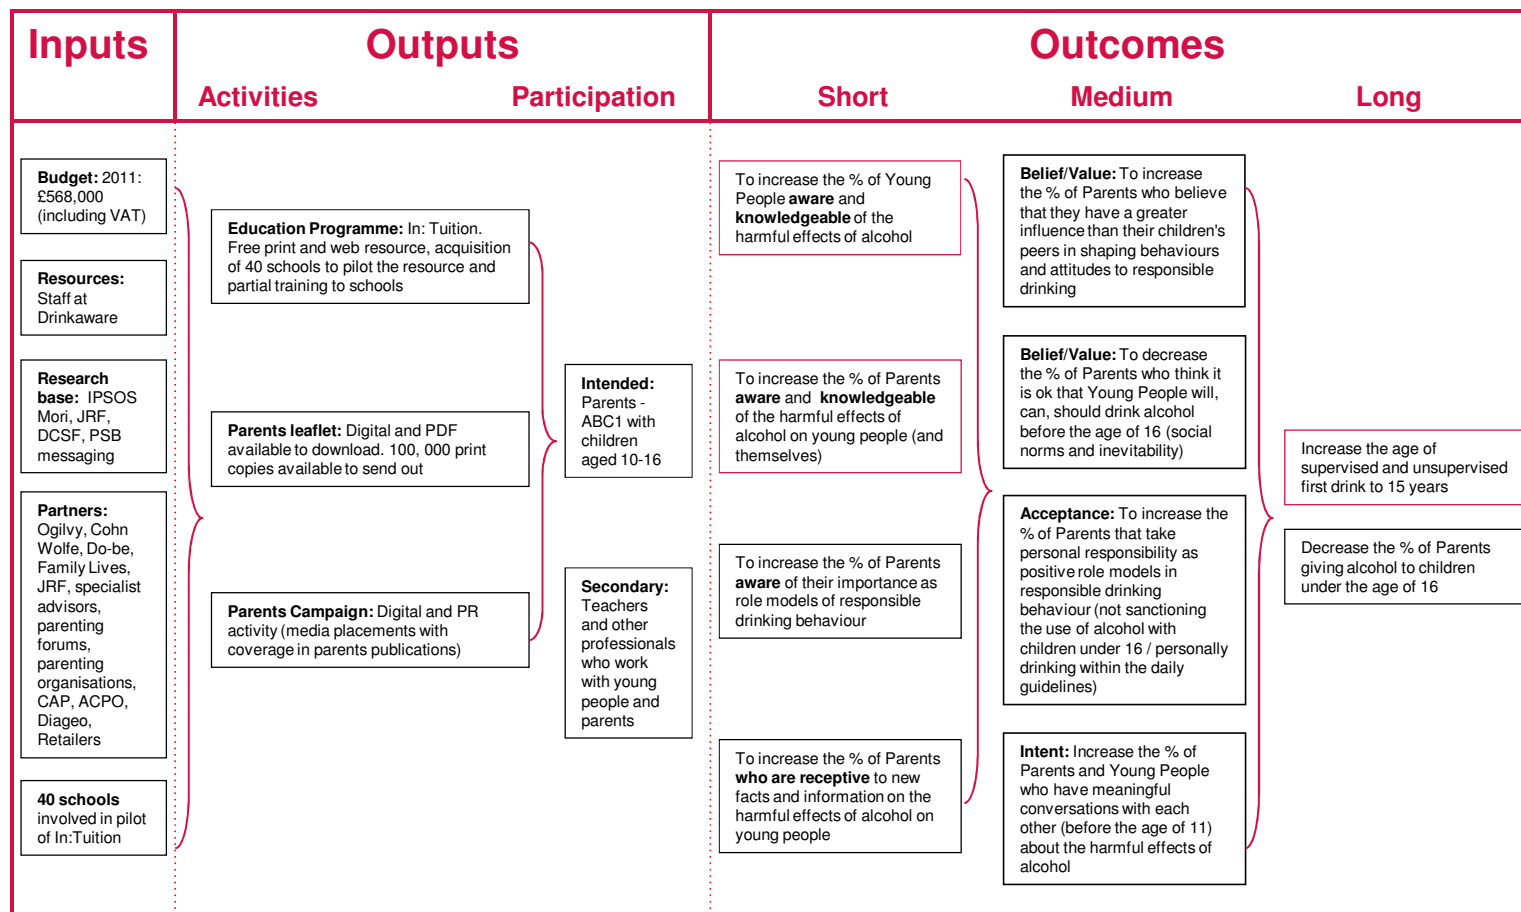 Inputs
Outputs
Outcomes
Activities
Participation
Short
Medium
Long
Budget: 2011:
£568,000
(including VAT)
Resources:
Staff at
Drinkaware
Research
base: IPSOS
Mori, JRF,
DCSF, PSB
messaging
Partners:
Ogilvy, Cohn
Wolfe, Do-be,
Family Lives,
JRF, specialist
advisors,
parenting
forums,
parenting
organisations,
CAP, ACPO,
Diageo,
Retailers
40 schools
involved in pilot
of In:Tuition
Education Programme: In: Tuition.
Free print and web resource, acquisition
of 40 schools to pilot the resource and
partial training to schools
Parents leaflet: Digital and PDF
available to download. 100, 000 print
copies available to send out
Parents Campaign: Digital and PR
activity (media placements with
coverage in parents publications)
Intended:
Parents -
ABC1 with
children
aged 10-16
Secondary:
Teachers
and other
professionals
who work
with young
people and
parents
To increase the % of Young
People aware and
knowledgeable of the
harmful effects of alcohol
To increase the % of Parents
aware and knowledgeable
of the harmful effects of
alcohol on young people (and
themselves)
To increase the % of Parents
aware of their importance as
role models of responsible
drinking behaviour
To increase the % of Parents
who are receptive to new
facts and information on the
harmful effects of alcohol on
young people
Belief/Value: To increase
the % of Parents who believe
that they have a greater
influence than their children's
peers in shaping behaviours
and attitudes to responsible
drinking
Belief/Value: To decrease
the % of Parents who think it
is ok that Young People will,
can, should drink alcohol
before the age of 16 (social
norms and inevitability)
Acceptance: To increase the
% of Parents that take
personal responsibility as
positive role models in
responsible drinking
behaviour (not sanctioning
the use of alcohol with
children under 16 / personally
drinking within the daily
guidelines)
Intent: Increase the % of
Parents and Young People
who have meaningful
conversations with each
other (before the age of 11)
about the harmful effects of
alcohol
Increase the age of
supervised and unsupervised
first drink to 15 years
Decrease the % of Parents
giving alcohol to children
under the age of 16